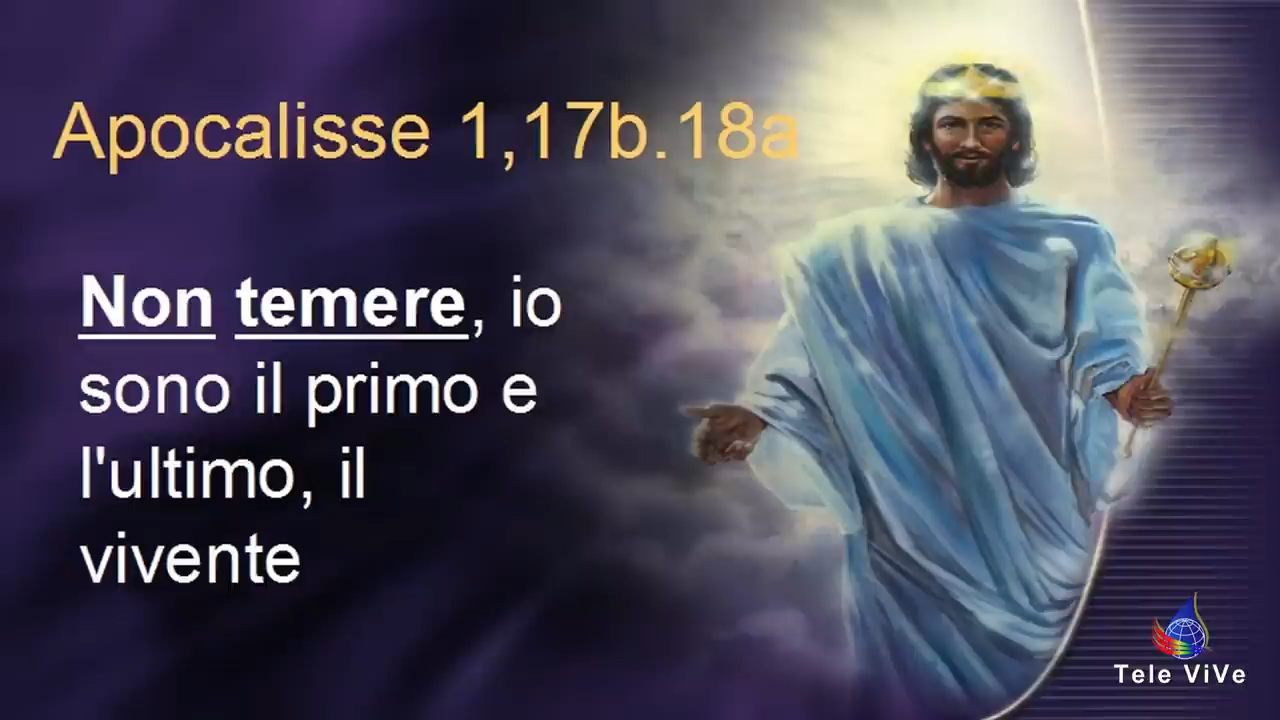 Apocalisse 1,17b.18a
Non temere, io
sono il primo e
l'ultimo, il
vivente
Tele ViVe